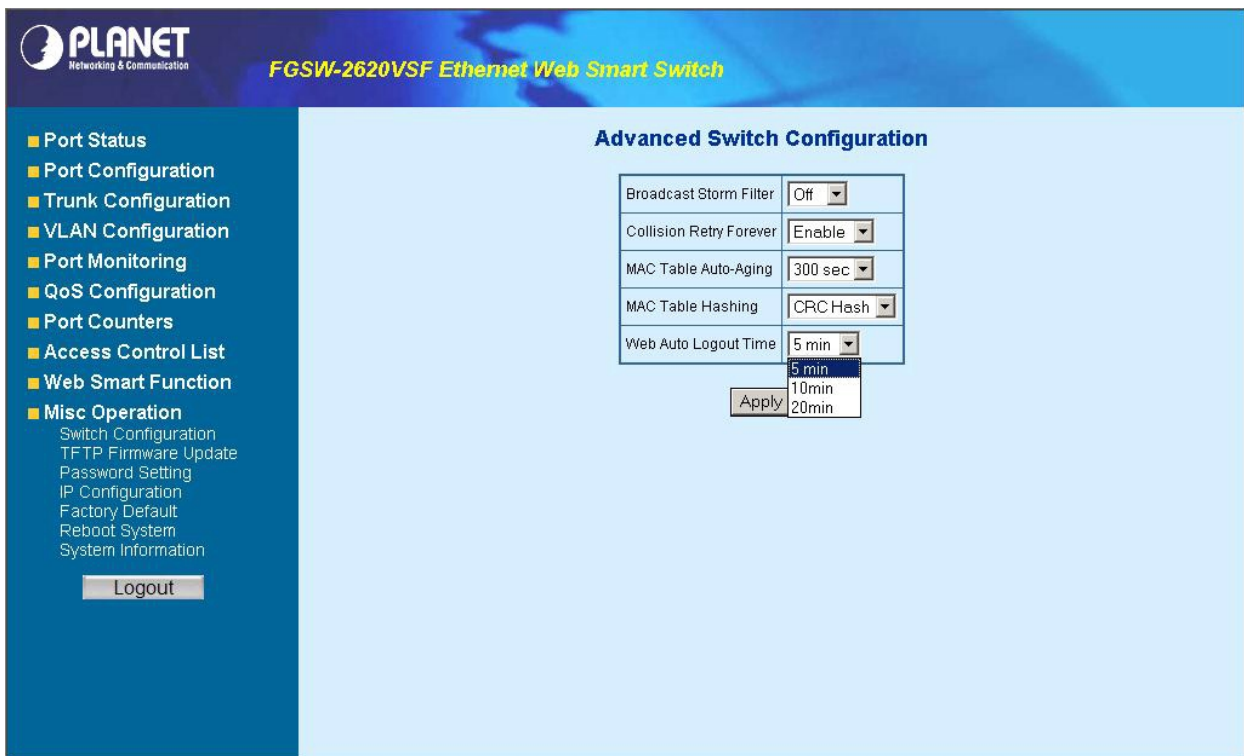 PLANET
Networking & Communication
FGSW-2620VSF Ethernet Web Smart Switch
Port Status
Port Configuration
Trunk Configuration
VLAN Configuration
Port Monitoring
QoS Configuration
Port Counters
Access Control List
Web Smart Function
Misc Operation
Switch Configuration
TFTP Firmware Update
Password Setting
IP Configuration
Factory Default
Reboot System
System Information
Logout
Advanced Switch Configuration
Broadcast Storm Filter Off
Collision Retry Forever Enable
MAC Table Auto-Aging 300 sec
MAC Table Hashing CRC Hash
Web Auto Logout Time 5 min
5 min
10min
20min
Apply